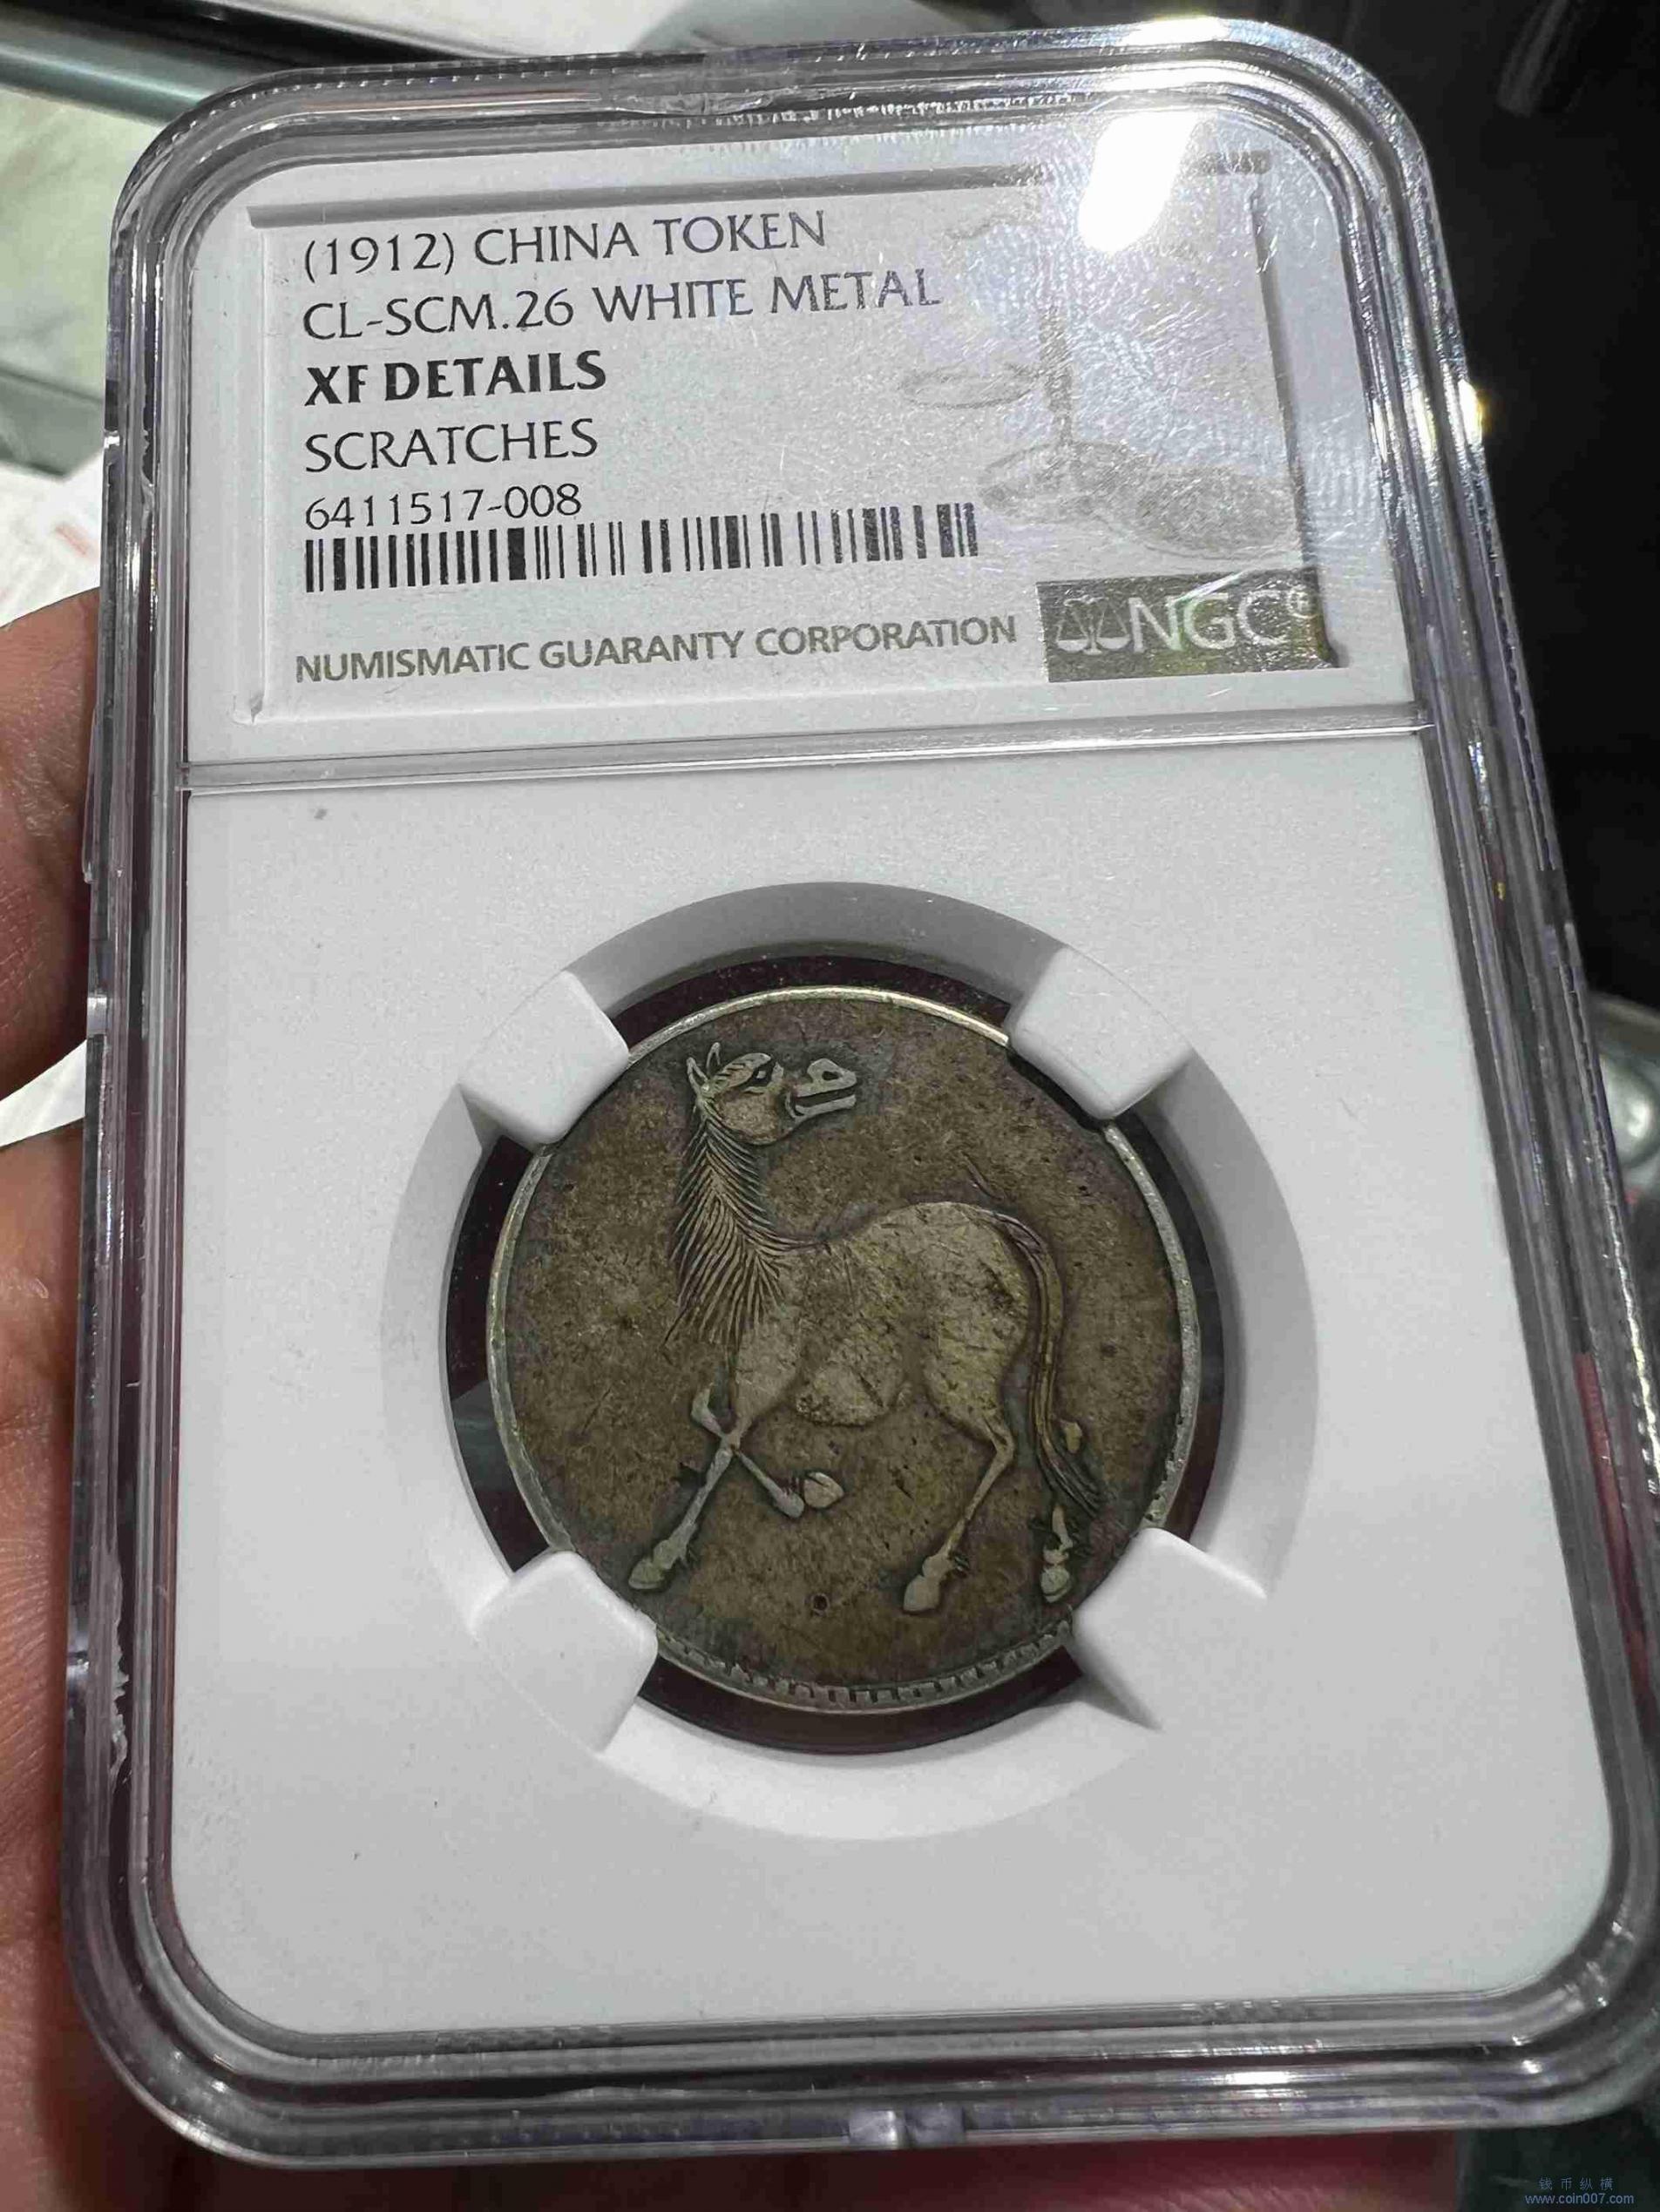 (1912) CHINA TOKEN
CL-SCM.26 WHITE METAL
XF DETAILS
SCRATCHES
6411517-008
NUMISMATIC GUARANTY CORPORATION
NGC
钱币纵横
www.coin007.com